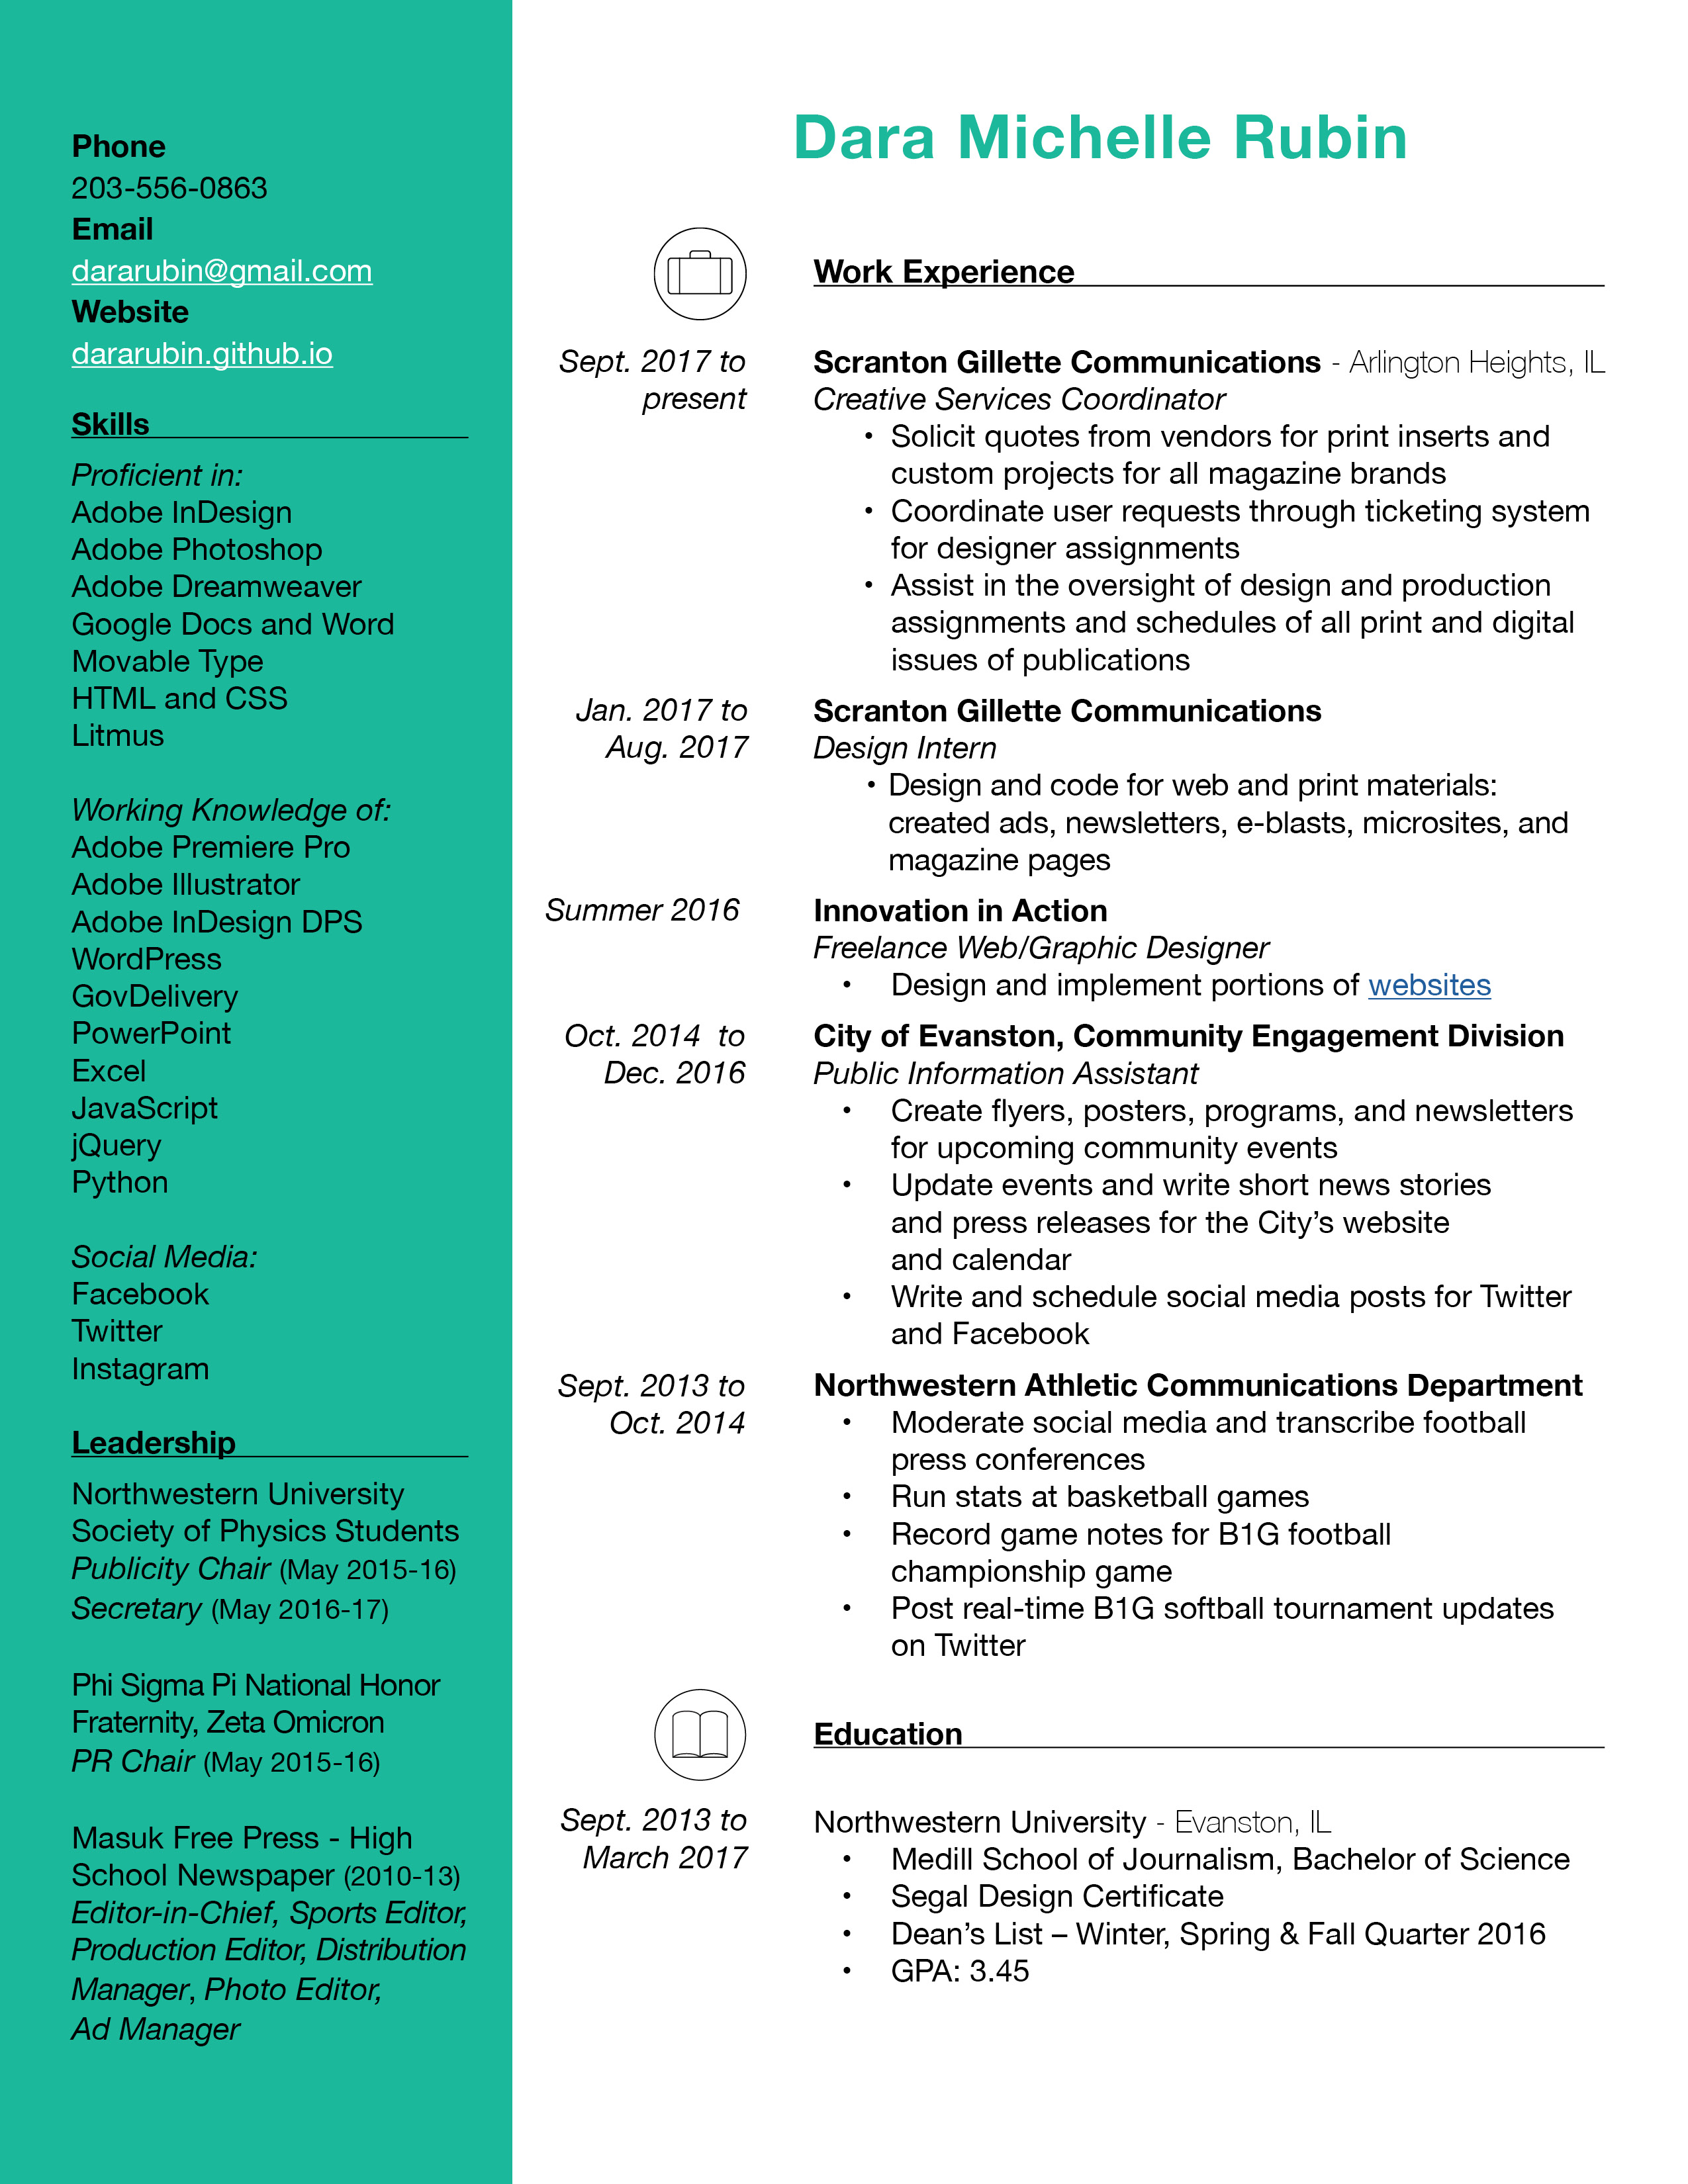 Phone
203-556-0863
Email
dararubin@gmail.com
Website
dararubin.github.io
Skills
Proficient in:
Adobe InDesign
Adobe Photoshop
Adobe Dreamweaver
Google Docs and Word
Movable Type
HTML and CSS
Litmus
Working Knowledge of:
Adobe Premiere Pro
Adobe Illustrator
Adobe InDesign DPS
WordPress
GovDelivery
PowerPoint
Excel
JavaScript
jQuery
Python
Social Media:
Facebook
Twitter
Instagram
Leadership
Northwestern University
Society of Physics Students
Publicity Chair (May 2015-16)
Secretary (May 2016-17)
Phi Sigma Pi National Honor
Fraternity, Zeta Omicron
PR Chair (May 2015-16)
Masuk Free Press - High
School Newspaper (2010-13)
Editor-in-Chief, Sports Editor,
Production Editor, Distribution
Manager, Photo Editor,
Ad Manager
Dara Michelle Rubin
Work Experience
Sept. 2017 to
present
Scranton Gillette Communications - Arlington Heights, IL
Creative Services Coordinator
• Solicit quotes from vendors for print inserts and
custom projects for all magazine brands
• Coordinate user requests through ticketing system
for designer assignments
• Assist in the oversight of design and production
assignments and schedules of all print and digital
issues of publications
Jan. 2017 to
Aug. 2017
Scranton Gillette Communications
Design Intern
• Design and code for web and print materials:
created ads, newsletters, e-blasts, microsites, and
magazine pages
Summer 2016
Innovation in Action
Freelance Web/Graphic Designer
• Design and implement portions of websites
Oct. 2014 to
Dec. 2016
City of Evanston, Community Engagement Division
Public Information Assistant
• Create flyers, posters, programs, and newsletters
for upcoming community events
• Update events and write short news stories
and press releases for the City’s website
and calendar
• Write and schedule social media posts for Twitter
and Facebook
Sept. 2013 to
Oct. 2014
Northwestern Athletic Communications Department
• Moderate social media and transcribe football
press conferences
• Run stats at basketball games
• Record game notes for B1G football
championship game
• Post real-time B1G softball tournament updates
on Twitter
Education
Sept. 2013 to
March 2017
Northwestern University - Evanston, IL
• Medill School of Journalism, Bachelor of Science
• Segal Design Certificate
• Dean’s List – Winter, Spring & Fall Quarter 2016
• GPA: 3.45